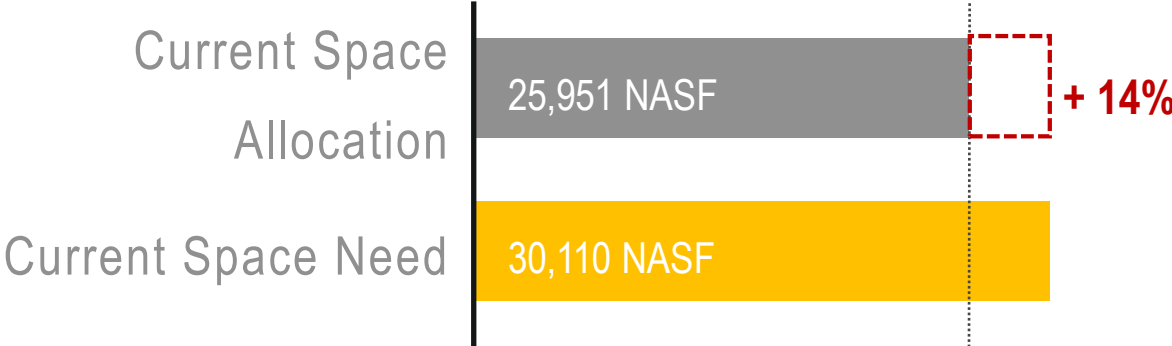 Current Space
Allocation
25,951 NASF
+ 14%
Current Space Need
30,110 NASF